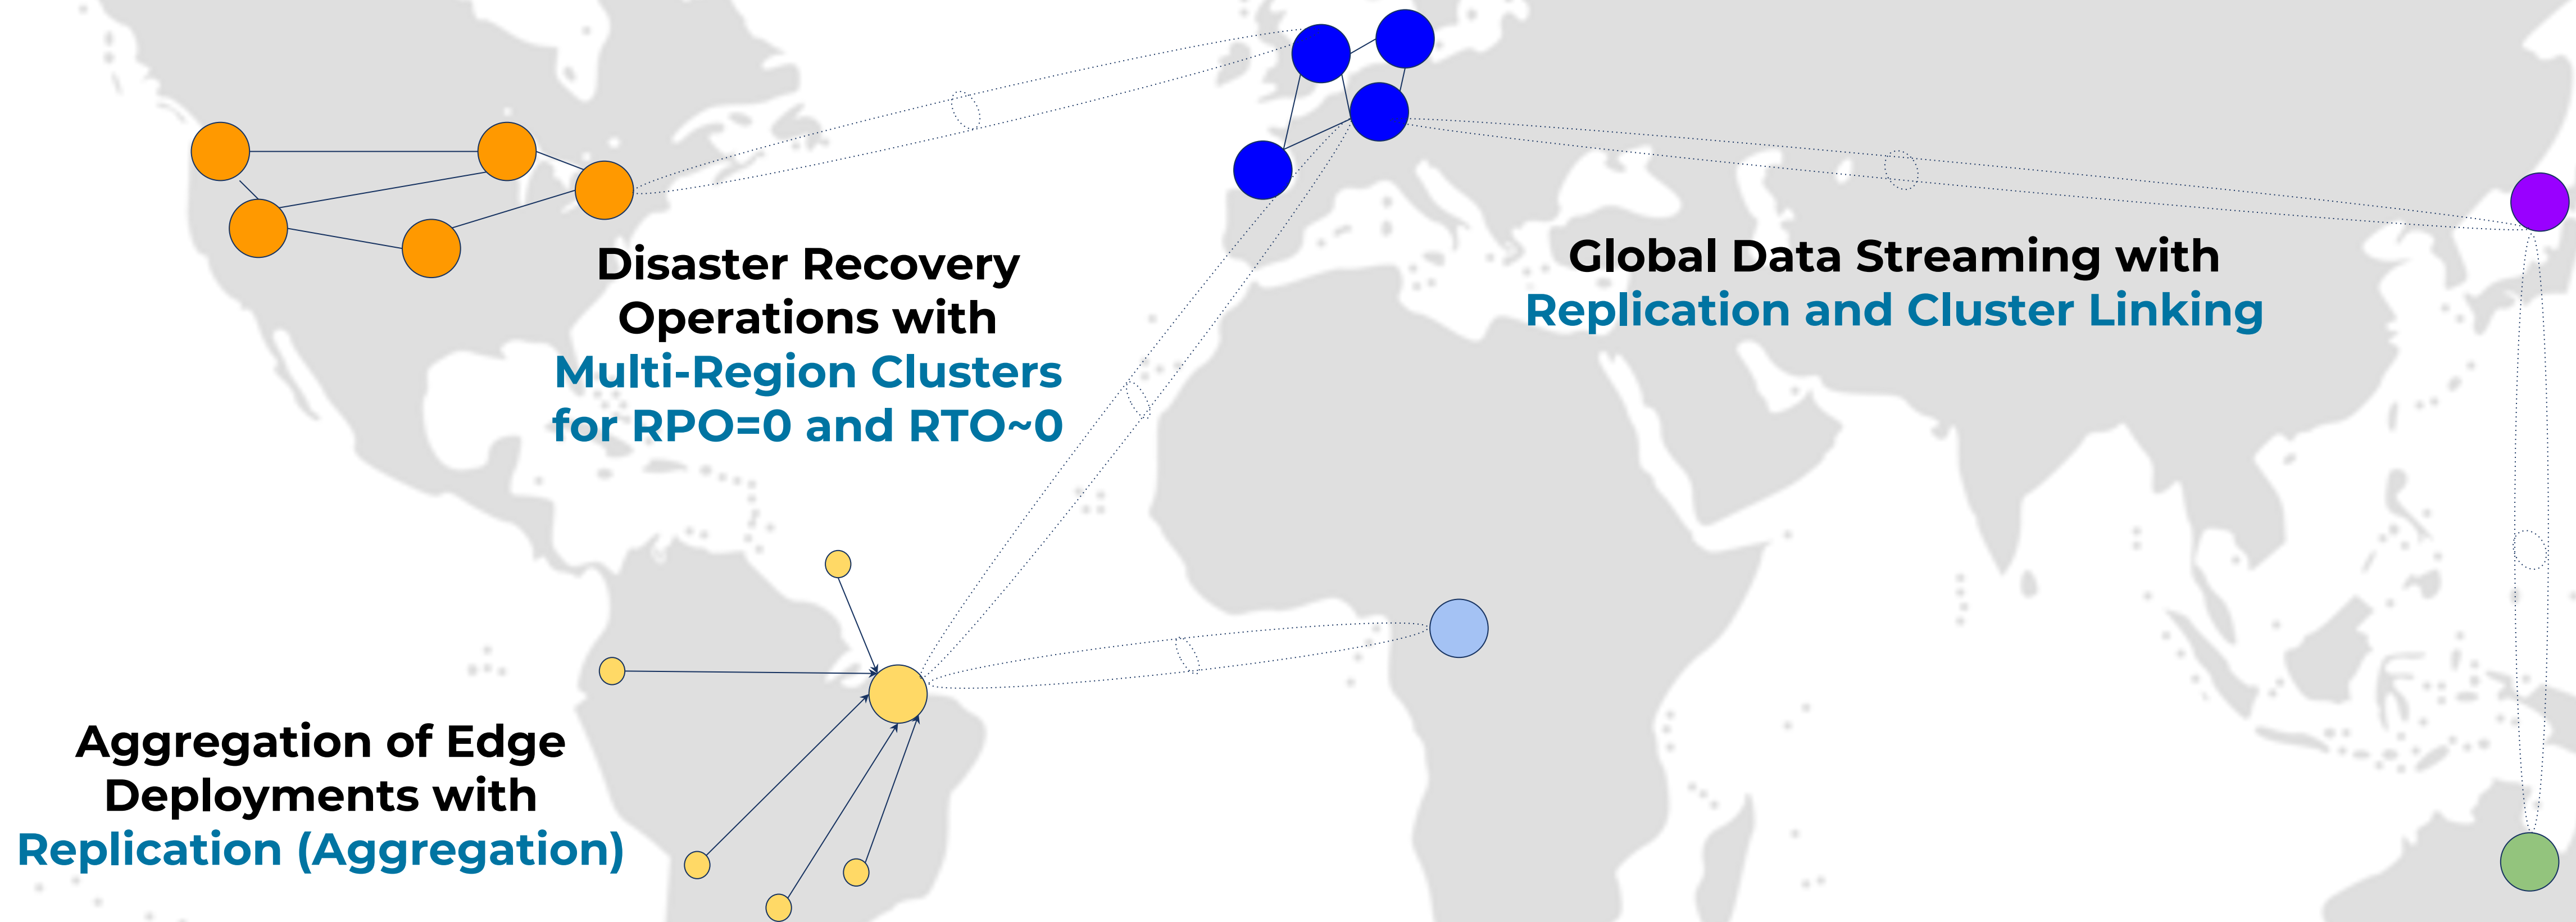 Disaster Recovery
Operations with
Multi-Region Clusters
for RPO=0 and RTO~0
Global Data Streaming with
Replication and Cluster Linking
Aggregation of Edge
Deployments with
Replication (Aggregation)